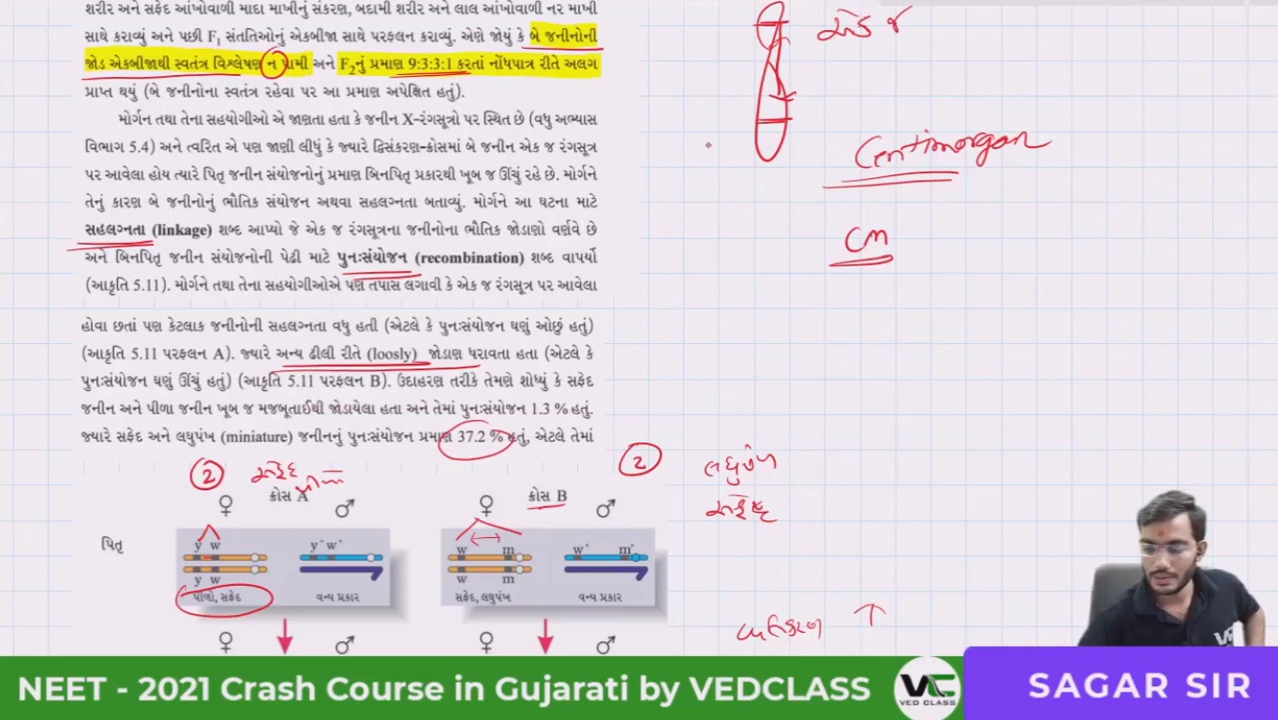 શરીર અને સફેદ આંખોવાળી માદા માખીનું સંકરણ, બદામી શરીર અને લાલ આંખોવાળી નર માખી
સાથે કરાવ્યું અને પછી F₁ સંતતિઓનું એકબીજા સાથે પરફલન કરાવ્યું. એણે જોયું કે બે જનીનોની
જોડ એકબીજાથી સ્વતંત્ર વિશ્લેષણ ન પામી અને F₂નું પ્રમાણ 9:3:3:1 કરતાં નોંધપાત્ર રીતે અલગ
પ્રાપ્ત થયું (બે જનીનોના સ્વતંત્ર રહેવા પર આ પ્રમાણ અપેક્ષિત હતું).
મોર્ગન તથા તેના સહયોગીઓ એ જાણતા હતા કે જનીન X-રંગસૂત્રો પર સ્થિત છે (વધુ અભ્યાસ
વિભાગ 5.4) અને ત્વરિત એ પણ જાણી લીધું કે જ્યારે દ્વિસંકરણ-ક્રોસમાં બે જનીન એક જ રંગસૂત્ર
પર આવેલા હોય ત્યારે પિતૃ જનીન સંયોજનોનું પ્રમાણ બિનપિતૃ પ્રકારથી ખૂબ જ ઊંચું રહે છે. મોર્ગને
તેનું કારણ બે જનીનોનું ભૌતિક સંયોજન અથવા સહલગ્નતા બતાવ્યું. મોર્ગને આ ઘટના માટે
સહલગ્નતા (linkage) શબ્દ આપ્યો જે એક જ રંગસૂત્રના જનીનોના ભૌતિક જોડાણો વર્ણવે છે
અને બિનપિતૃ જનીન સંયોજનોની પેઢી માટે પુનઃસંયોજન (recombination) શબ્દ વાપર્યો
(આકૃતિ 5.11). મોર્ગને તથા તેના સહયોગીઓએ પણ તપાસ લગાવી કે એક જ રંગસૂત્ર પર આવેલા
હોવા છતાં પણ કેટલાક જનીનોની સહલગ્નતા વધુ હતી (એટલે કે પુનઃસંયોજન ઘણું ઓછું હતું)
(આકૃતિ 5.11 પરફલન A). જ્યારે અન્ય ઢીલી રીતે (loosly) જોડાણ ધરાવતા હતા (એટલે કે
પુનઃસંયોજન ઘણું ઊંચું હતું) (આકૃતિ 5.11 પરફલન B). ઉદાહરણ તરીકે તેમણે શોધ્યું કે સફેદ
જનીન અને પીળા જનીન ખૂબ જ મજબૂતાઈથી જોડાયેલા હતા અને તેમાં પુનઃસંયોજન 1.3 % હતું.
જ્યારે સફેદ અને લઘુપંખ (miniature) જનીનનું પુનઃસંયોજન પ્રમાણ 37.2 % હતું, એટલે તેમાં
Centimorgan
CM
2 સફેદ
2
લઘુપંખ
સફેદ
♀ ક્રોસ A ♂
♀ ક્રોસ B ♂
પિતૃ
y w
y⁺ w⁺
w m
w⁺ m⁺
y w
w m
પીળો, સફેદ
વન્ય પ્રકાર
સફેદ, લઘુપંખ
વન્ય પ્રકાર
♀ ♂
♀ ♂
VC
VED CLASS
NEET - 2021 Crash Course in Gujarati by VEDCLASS
SAGAR SIR